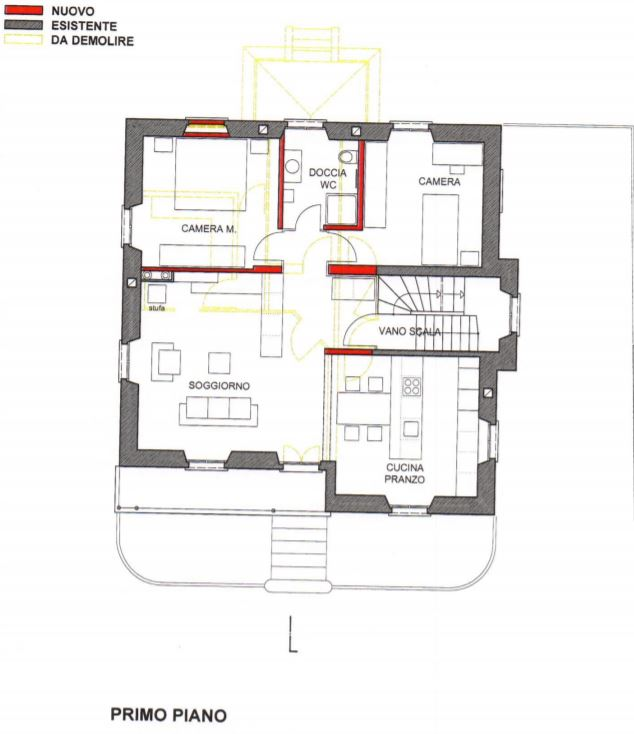 NUOVO
ESISTENTE
DA DEMOLIRE
DOCCIA
WC
CAMERA
CAMERA M.
stufa
VANO SCALA
SOGGIORNO
CUCINA
PRANZO
PRIMO PIANO